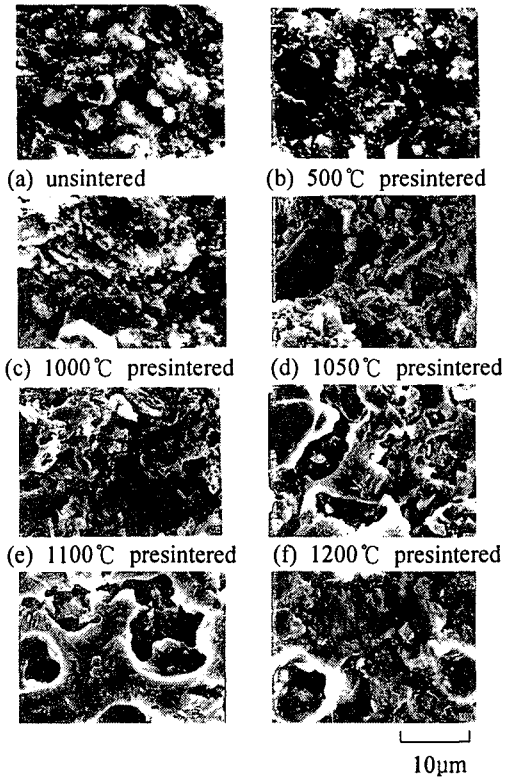 (a) unsintered
(b) 500℃ presintered
(c) 1000℃ presintered
(d) 1050℃ presintered
(e) 1100℃ presintered
(f) 1200℃ presintered
10μm